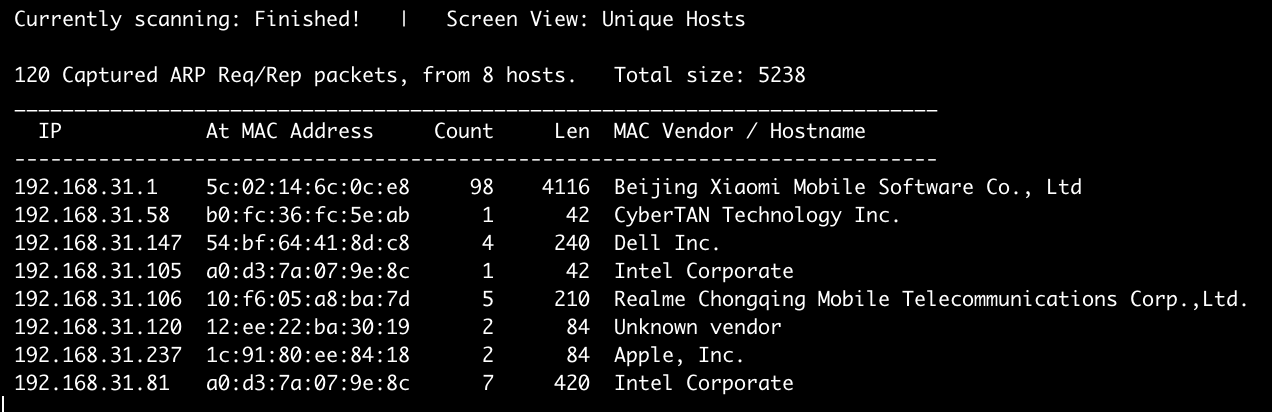 Currently scanning: Finished!   |   Screen View: Unique Hosts
120 Captured ARP Req/Rep packets, from 8 hosts.   Total size: 5238
_____________________________________________________________________________
  IP            At MAC Address     Count     Len  MAC Vendor / Hostname
-----------------------------------------------------------------------------
192.168.31.1    5c:02:14:6c:0c:e8     98    4116  Beijing Xiaomi Mobile Software Co., Ltd
192.168.31.58   b0:fc:36:fc:5e:ab      1      42  CyberTAN Technology Inc.
192.168.31.147  54:bf:64:41:8d:c8      4     240  Dell Inc.
192.168.31.105  a0:d3:7a:07:9e:8c      1      42  Intel Corporate
192.168.31.106  10:f6:05:a8:ba:7d      5     210  Realme Chongqing Mobile Telecommunications Corp.,Ltd.
192.168.31.120  12:ee:22:ba:30:19      2      84  Unknown vendor
192.168.31.237  1c:91:80:ee:84:18      2      84  Apple, Inc.
192.168.31.81   a0:d3:7a:07:9e:8c      7     420  Intel Corporate